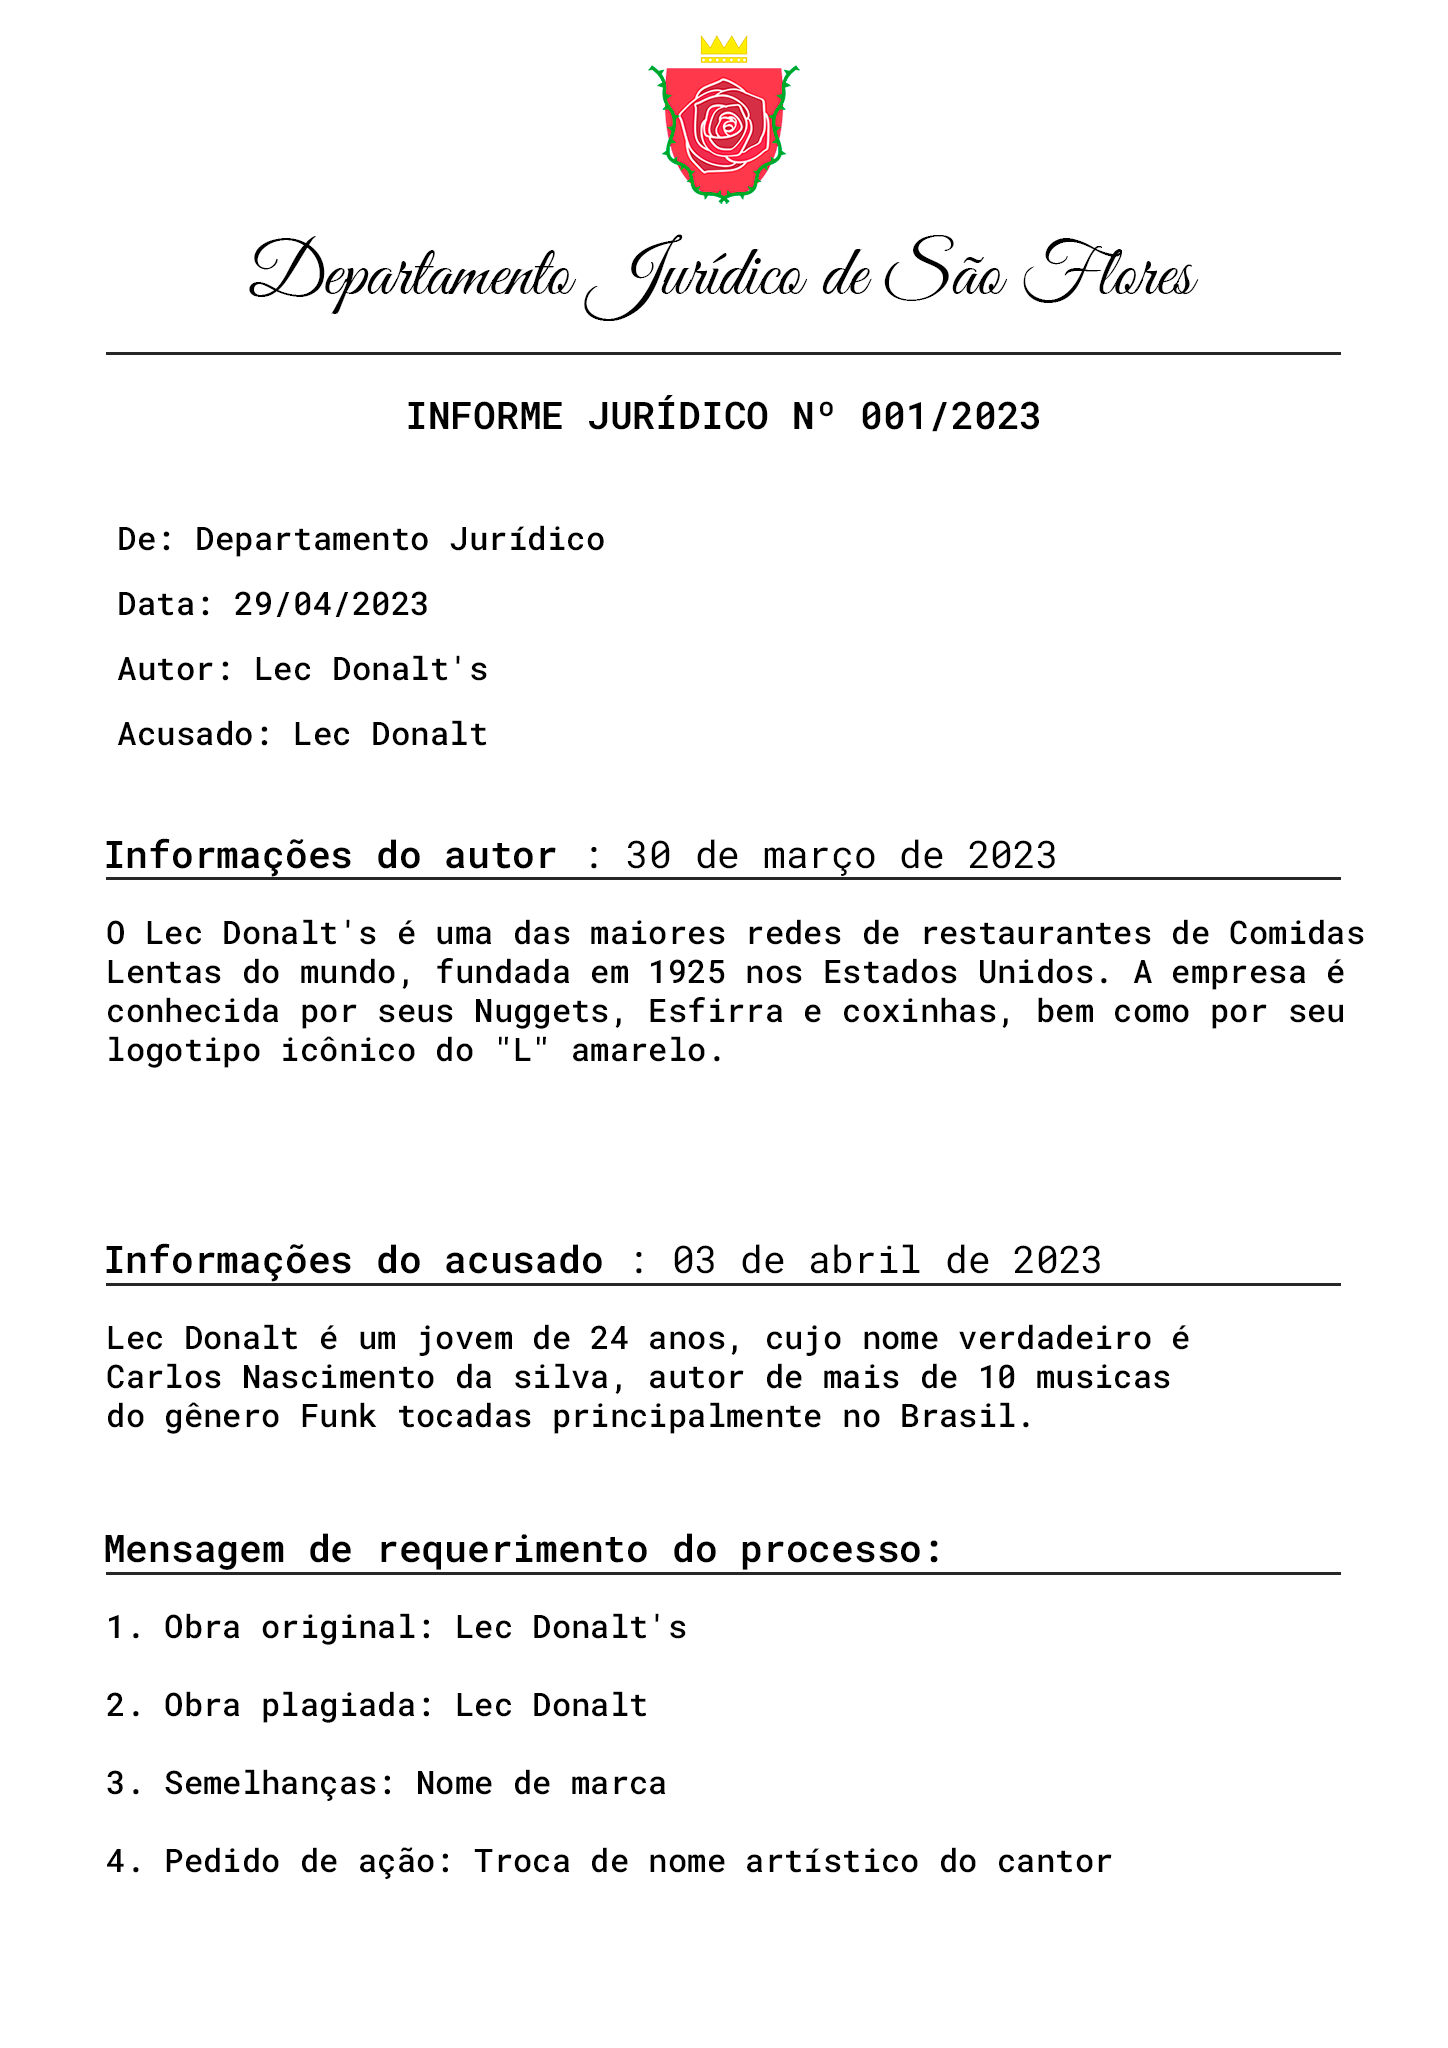 Departamento Jurídico de São Flores
INFORME JURÍDICO Nº 001/2023
De: Departamento Jurídico
Data: 29/04/2023
Autor: Lec Donalt's
Acusado: Lec Donalt
Informações do autor : 30 de março de 2023
O Lec Donalt's é uma das maiores redes de restaurantes de Comidas
Lentas do mundo, fundada em 1925 nos Estados Unidos. A empresa é
conhecida por seus Nuggets, Esfirra e coxinhas, bem como por seu
logotipo icônico do "L" amarelo.
Informações do acusado : 03 de abril de 2023
Lec Donalt é um jovem de 24 anos, cujo nome verdadeiro é
Carlos Nascimento da silva, autor de mais de 10 musicas
do gênero Funk tocadas principalmente no Brasil.
Mensagem de requerimento do processo:
1. Obra original: Lec Donalt's
2. Obra plagiada: Lec Donalt
3. Semelhanças: Nome de marca
4. Pedido de ação: Troca de nome artístico do cantor